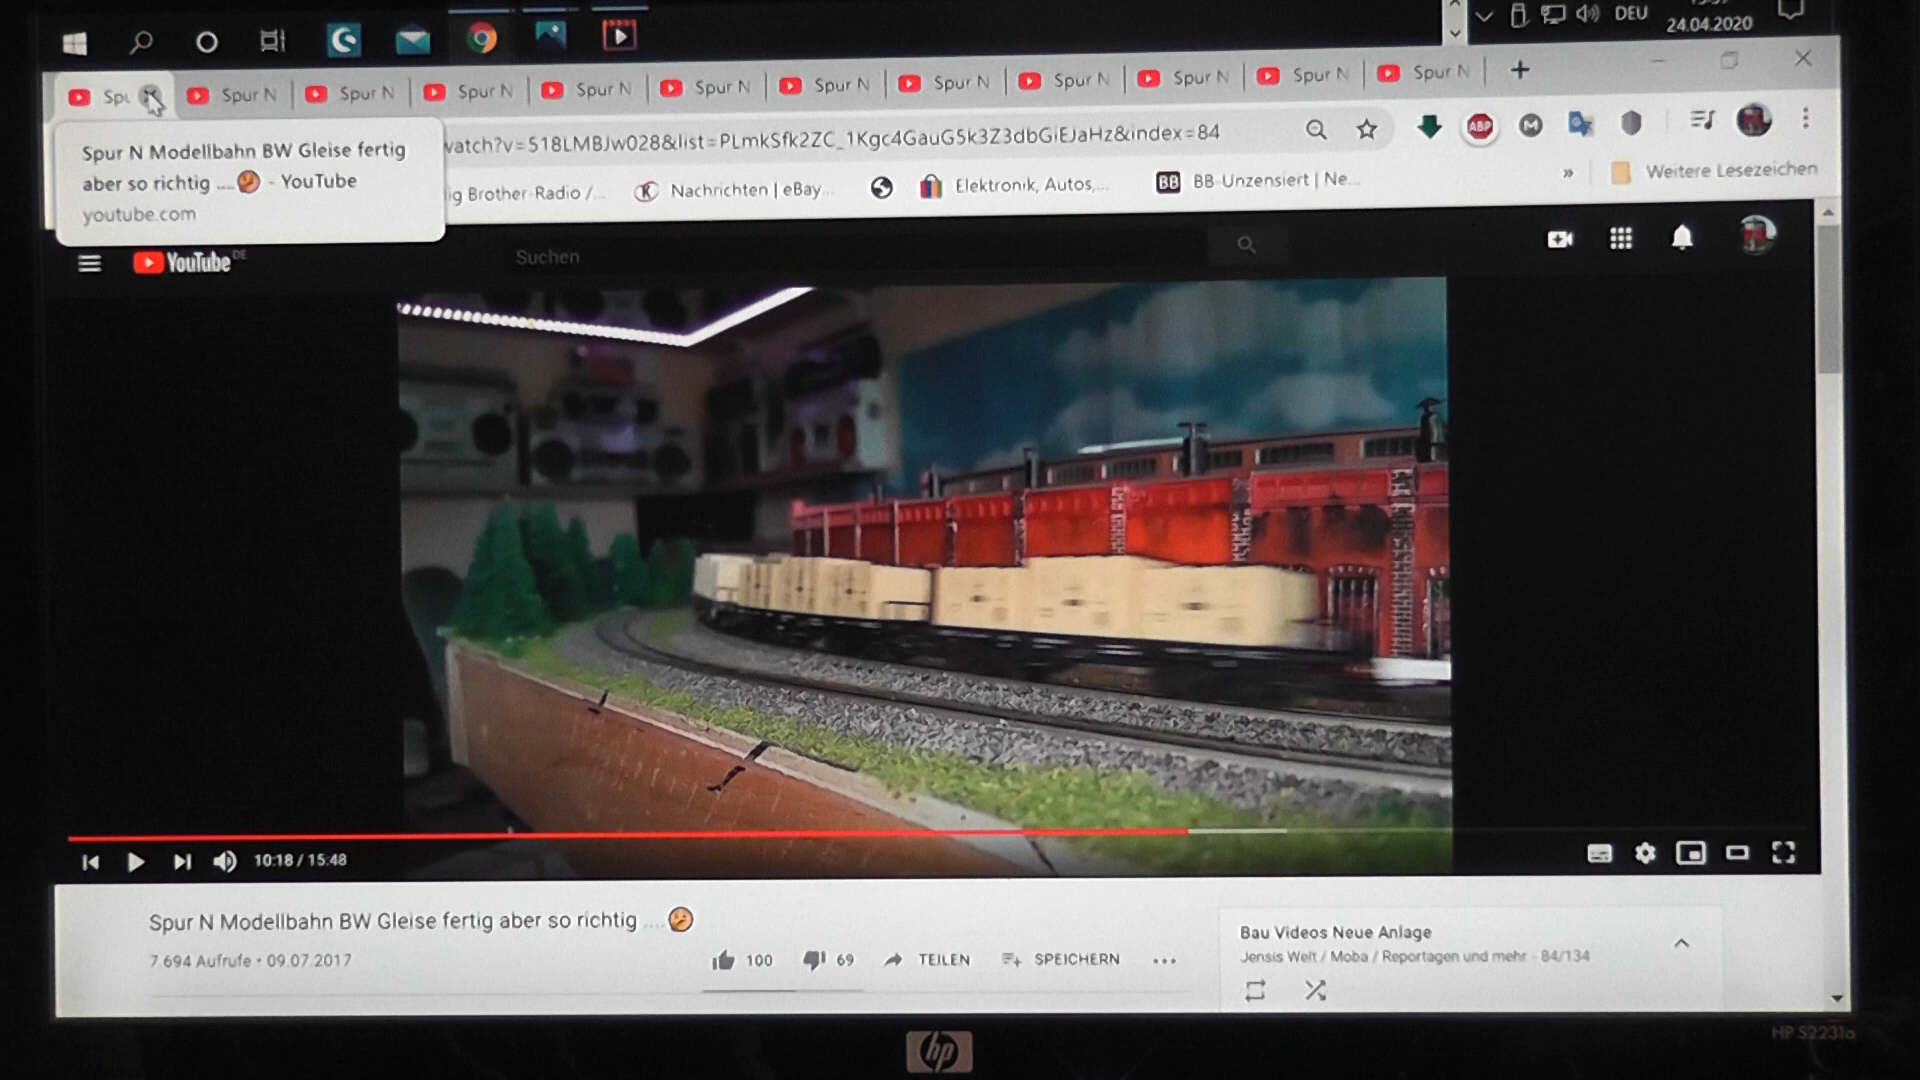 DEU
24.04.2020
Spu
Spur N
Spur N
Spur N
Spur N
Spur N
Spur N
Spur N
Spur N
Spur N
Spur N
Spur N
Spur N Modellbahn BW Gleise fertig
aber so richtig .... - YouTube
youtube.com
watch?v=518LMBJw028&list=PLmkSfk2ZC_1Kgc4GauG5k3Z3dbGiEJaHz&index=84
ABP
M
ig Brother-Radio /...
K
Nachrichten | eBay...
Elektronik, Autos,...
BB
BB-Unzensiert | Ne...
»
Weitere Lesezeichen
YouTube DE
Suchen
10:18 / 15:48
Spur N Modellbahn BW Gleise fertig aber so richtig ....
7.694 Aufrufe • 09.07.2017
100
69
TEILEN
SPEICHERN
Bau Videos Neue Anlage
Jensis Welt / Moba / Reportagen und mehr - 84/134
hp
HP S2231a